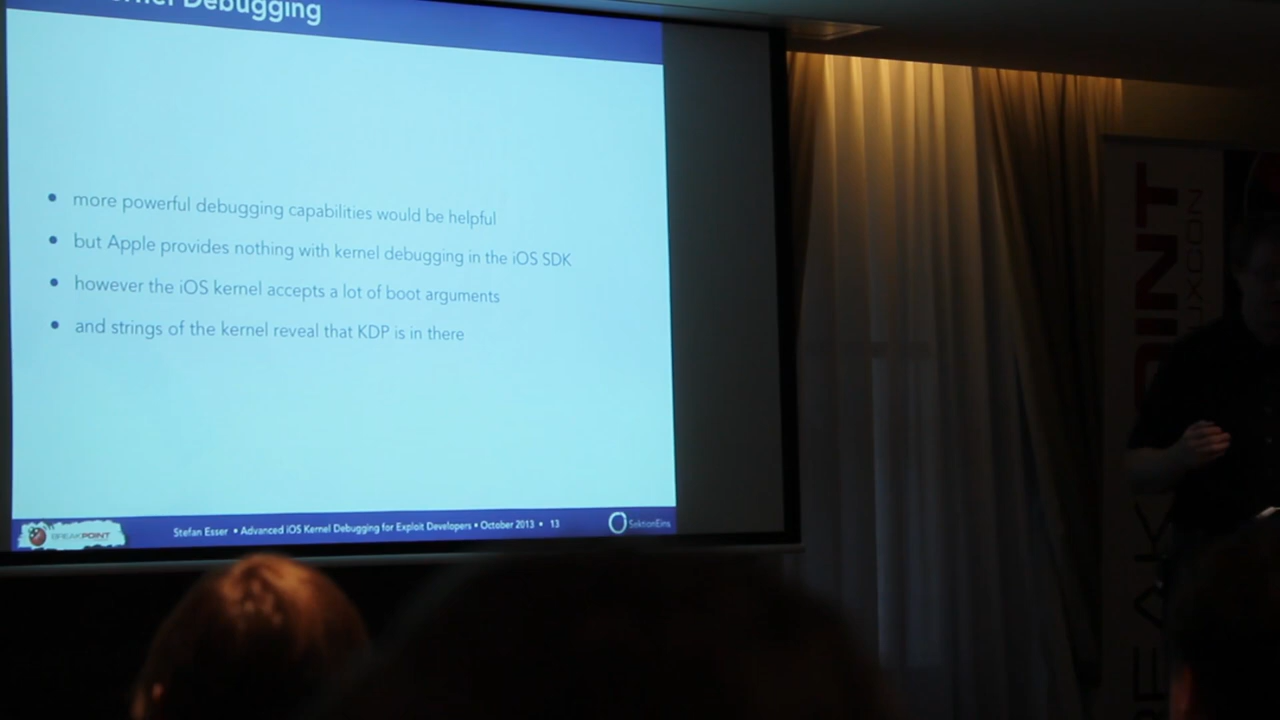 Debugging
• more powerful debugging capabilities would be helpful
• but Apple provides nothing with kernel debugging in the iOS SDK
• however the iOS kernel accepts a lot of boot arguments
• and strings of the kernel reveal that KDP is in there
BREAKPOINT
Stefan Esser • Advanced iOS Kernel Debugging for Exploit Developers • October 2013 • 13
SektionEins